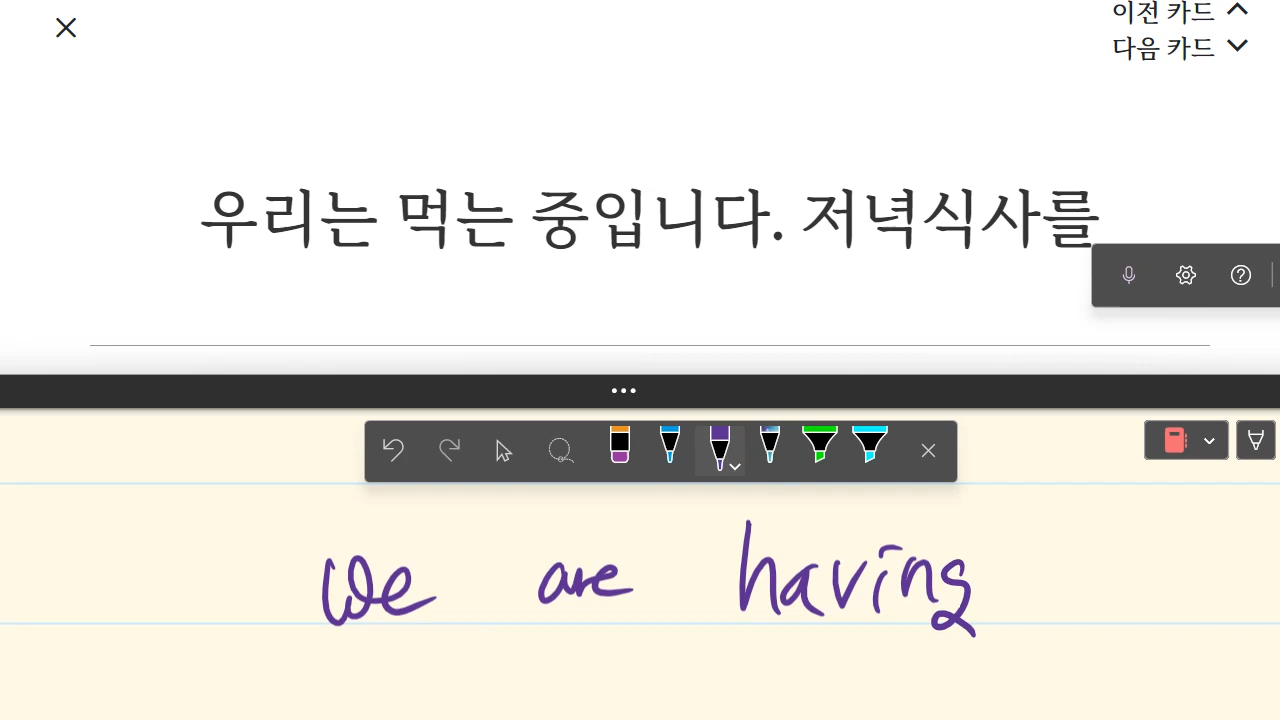 이전 카드
다음 카드
우리는 먹는 중입니다. 저녁식사를
we are having